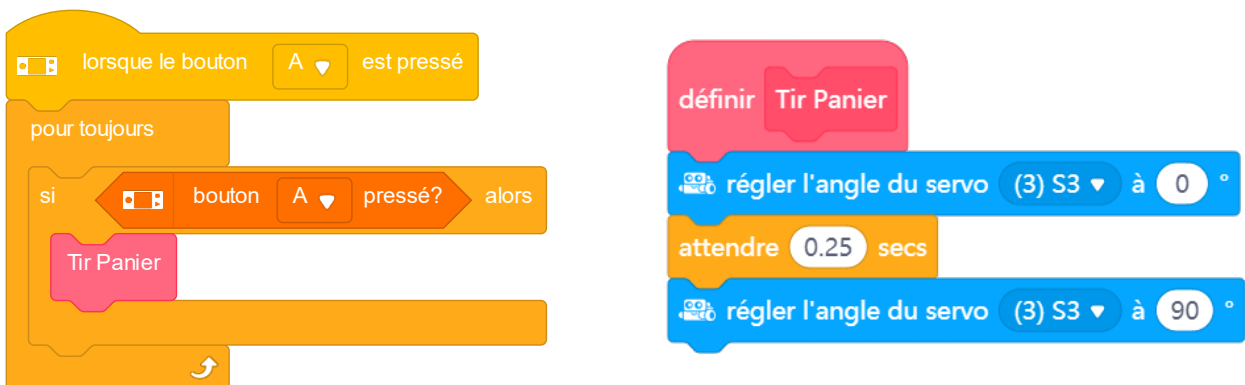 lorsque le bouton A est pressé
pour toujours
si bouton A pressé? alors
Tir Panier
définir Tir Panier
régler l'angle du servo (3) S3 à 0 °
attendre 0.25 secs
régler l'angle du servo (3) S3 à 90 °